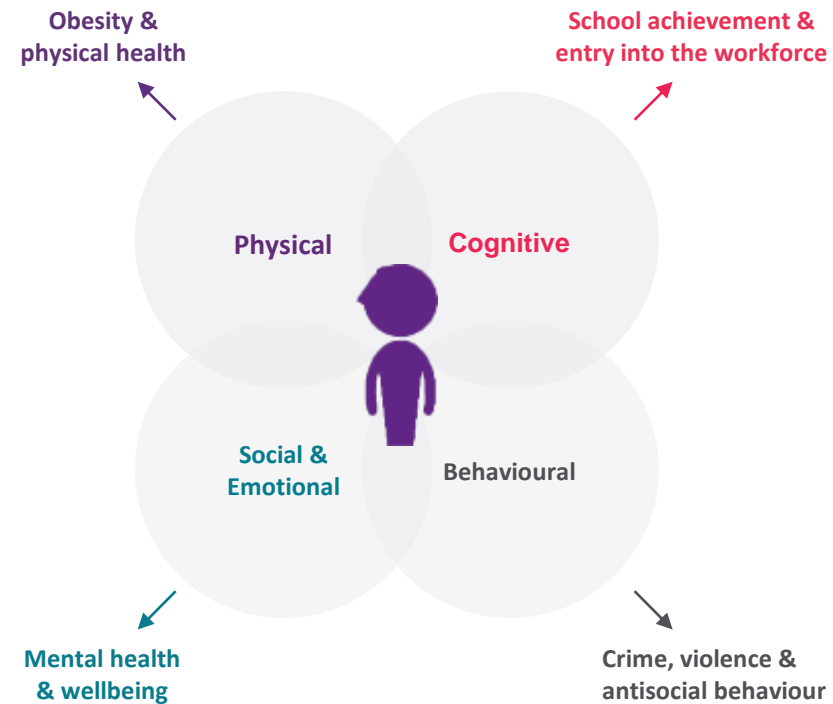 Obesity &
physical health
School achievement &
entry into the workforce
Physical
Cognitive
Social &
Emotional
Behavioural
Mental health
& wellbeing
Crime, violence &
antisocial behaviour